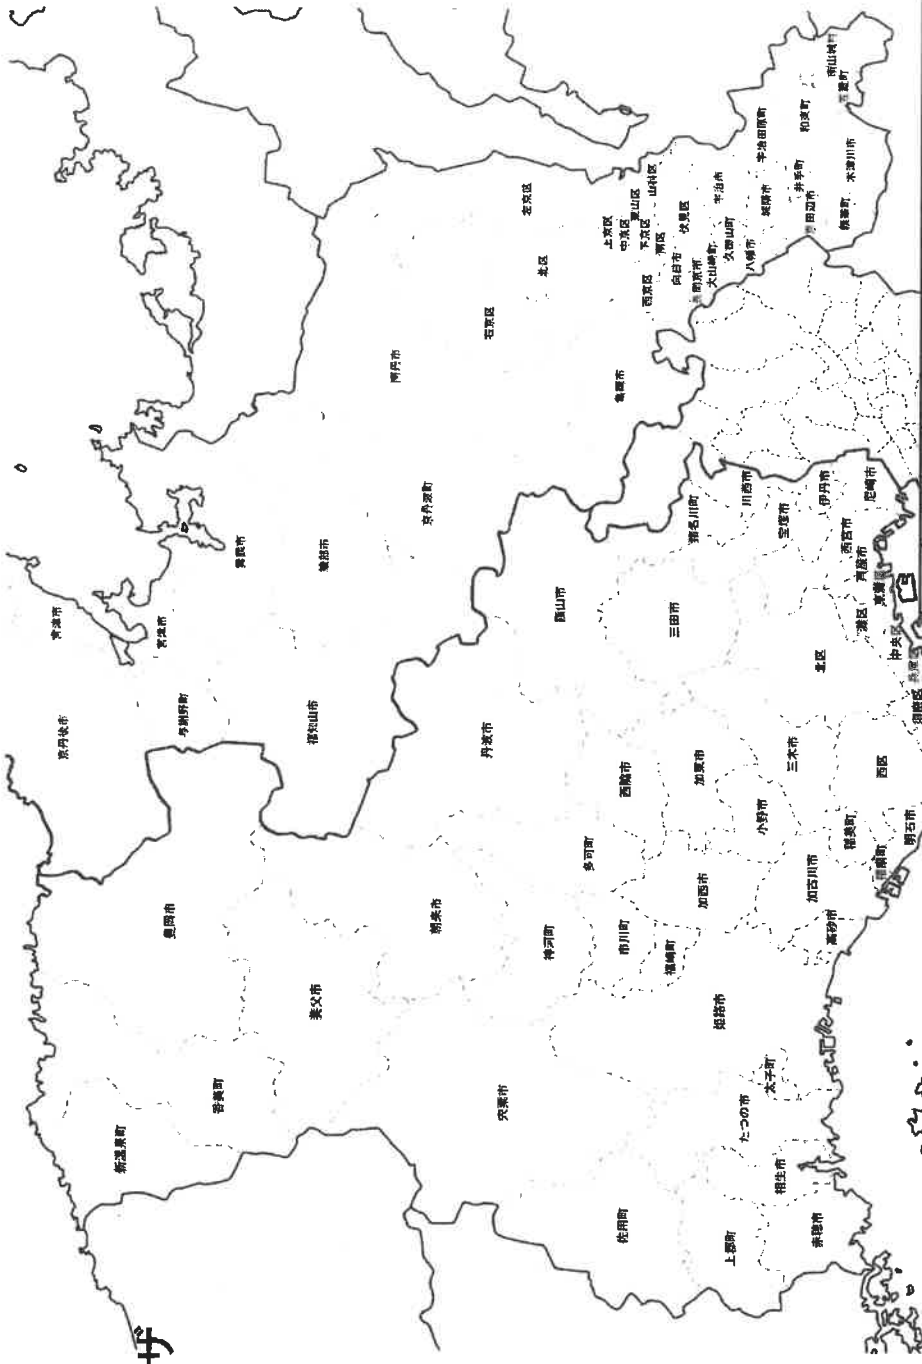 ザ
新温泉町
香美町
豊岡市
養父市
朝来市
宍粟市
神河町
多可町
市川町
福崎町
西脇市
加西市
加東市
小野市
三木市
加古川市
高砂市
稲美町
播磨町
明石市
西区
姫路市
太子町
たつの市
相生市
赤穂市
上郡町
佐用町
丹波市
篠山市
三田市
猪名川町
川西市
宝塚市
伊丹市
尼崎市
西宮市
芦屋市
東灘区
灘区
中央区
兵庫区
須磨区
北区
京丹後市
与謝野町
宮津市
宮津市
福知山市
舞鶴市
綾部市
京丹波町
南丹市
右京区
北区
左京区
亀岡市
上京区
中京区
下京区
東山区
山科区
南区
西京区
伏見区
向日市
長岡京市
大山崎町
久御山町
八幡市
宇治市
城陽市
宇治田原町
井手町
京田辺市
和束町
精華町
木津川市
笠置町
南山城村